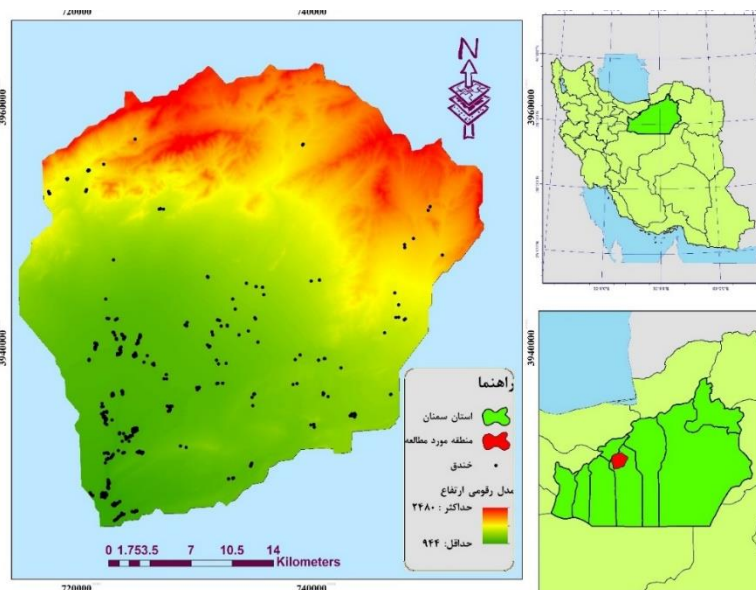 720000 740000
N
3960000 3960000
3940000 3940000
راهنما
استان سمنان
منطقه مورد مطالعه
خندق
مدل رقومی ارتفاع
حداکثر : ۲۴۸۰
حداقل: ۹۴۴
0 1.75 3.5 7 10.5 14
Kilometers
720000 740000